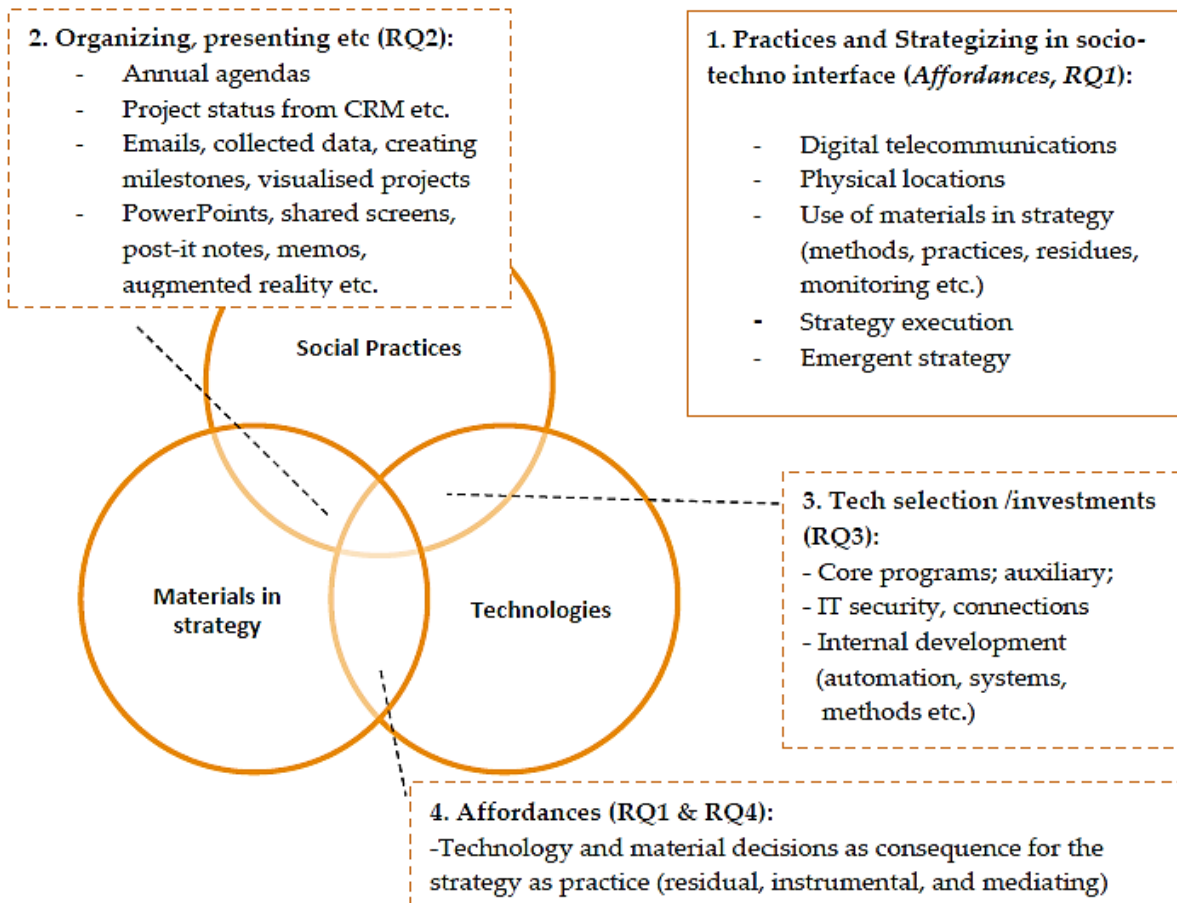 2. Organizing, presenting etc (RQ2):
- Annual agendas
- Project status from CRM etc.
- Emails, collected data, creating
milestones, visualised projects
- PowerPoints, shared screens,
post-it notes, memos,
augmented reality etc.
1. Practices and Strategizing in socio-
techno interface (Affordances, RQ1):
- Digital telecommunications
- Physical locations
- Use of materials in strategy
(methods, practices, residues,
monitoring etc.)
- Strategy execution
- Emergent strategy
Social Practices
Materials in
strategy
Technologies
3. Tech selection /investments
(RQ3):
- Core programs; auxiliary;
- IT security, connections
- Internal development
(automation, systems,
methods etc.)
4. Affordances (RQ1 & RQ4):
-Technology and material decisions as consequence for the
strategy as practice (residual, instrumental, and mediating)